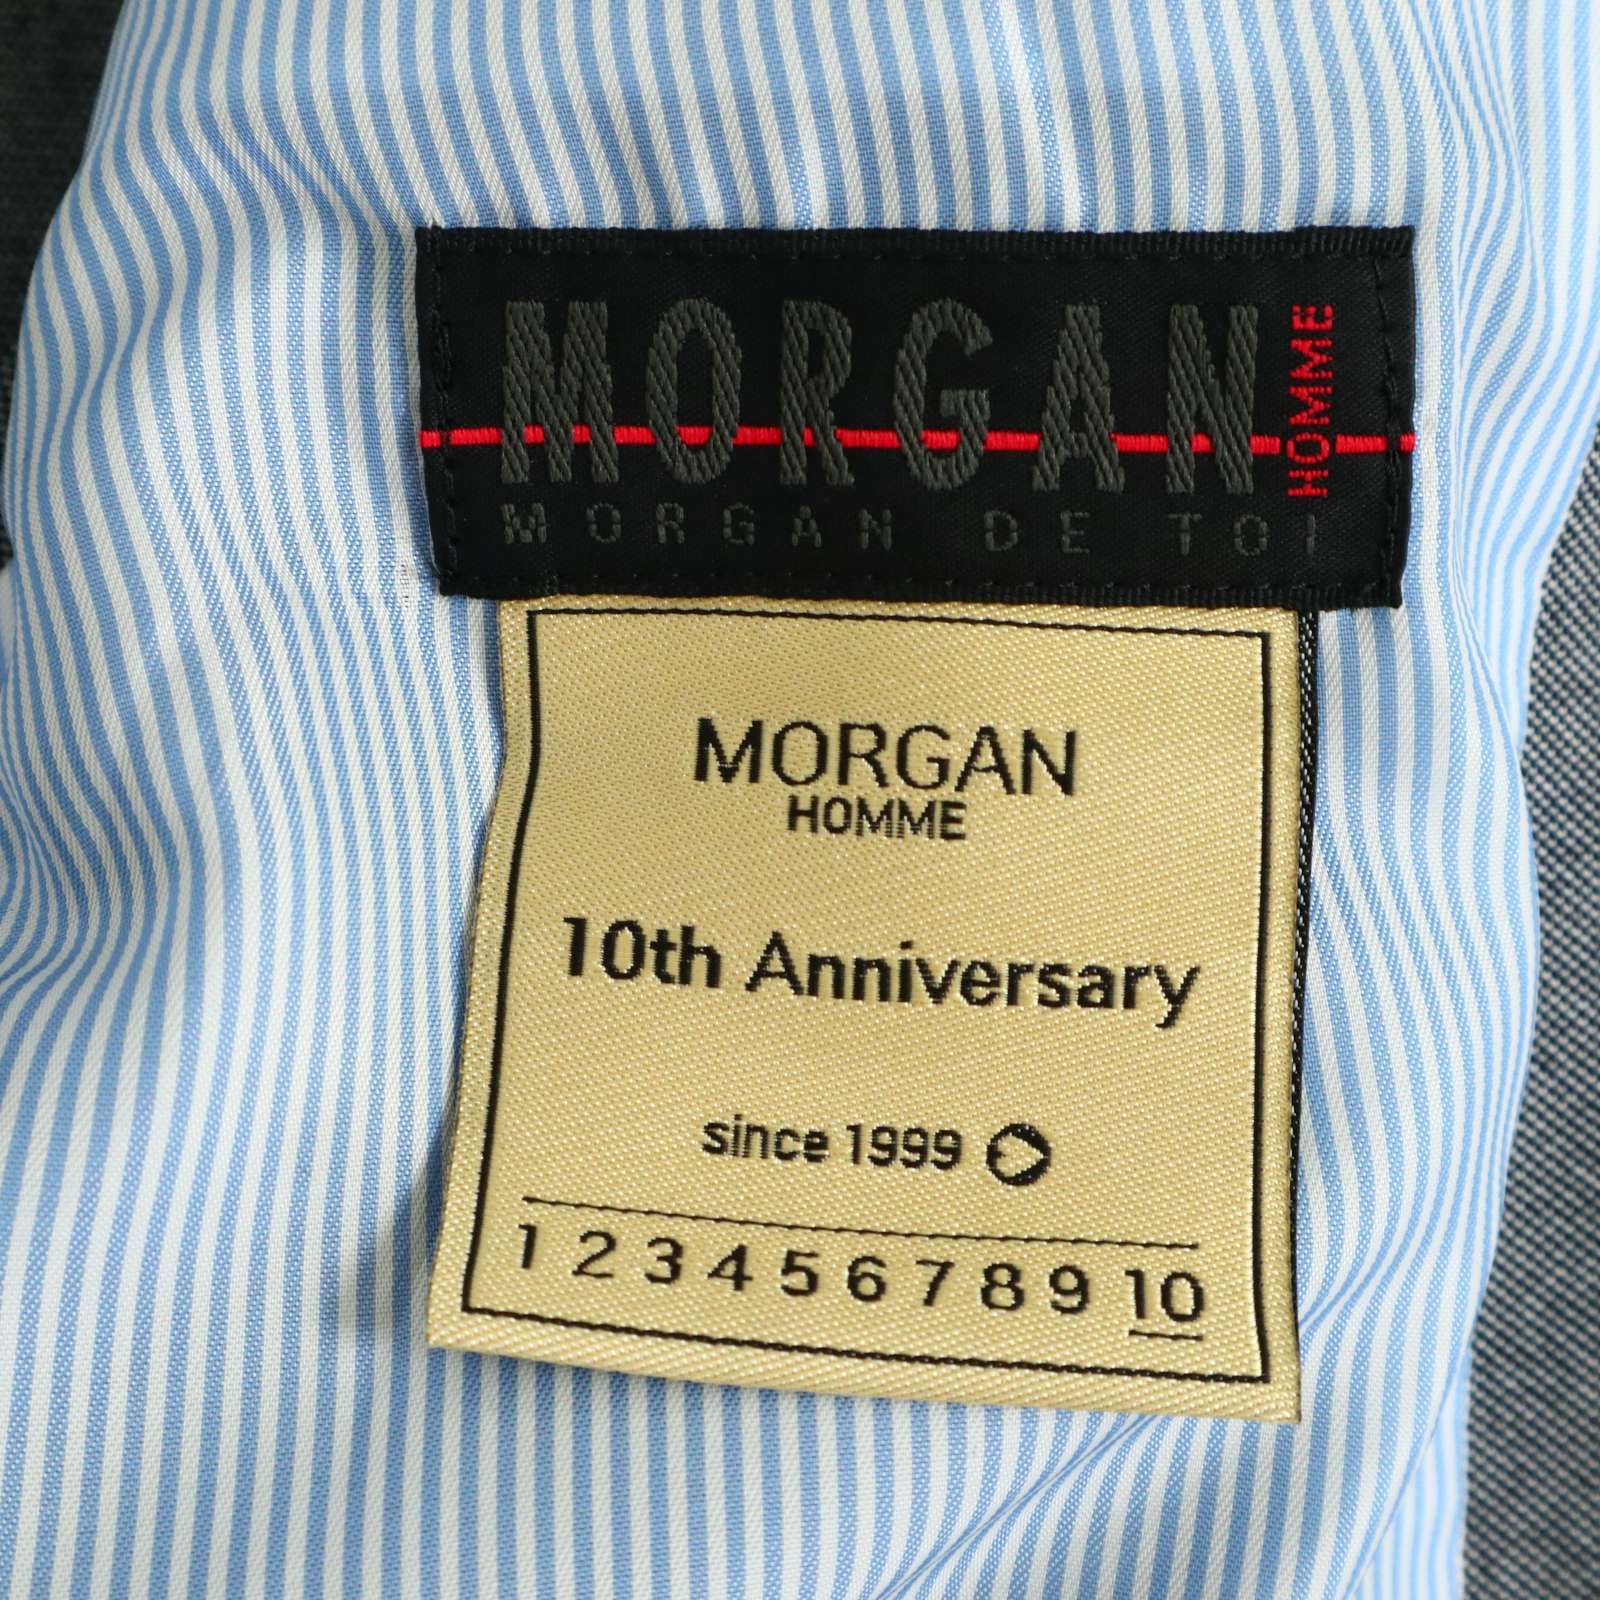 MORGAN HOMME
MORGAN DE TOI
MORGAN
HOMME
10th Anniversary
since 1999
1 2 3 4 5 6 7 8 9 10